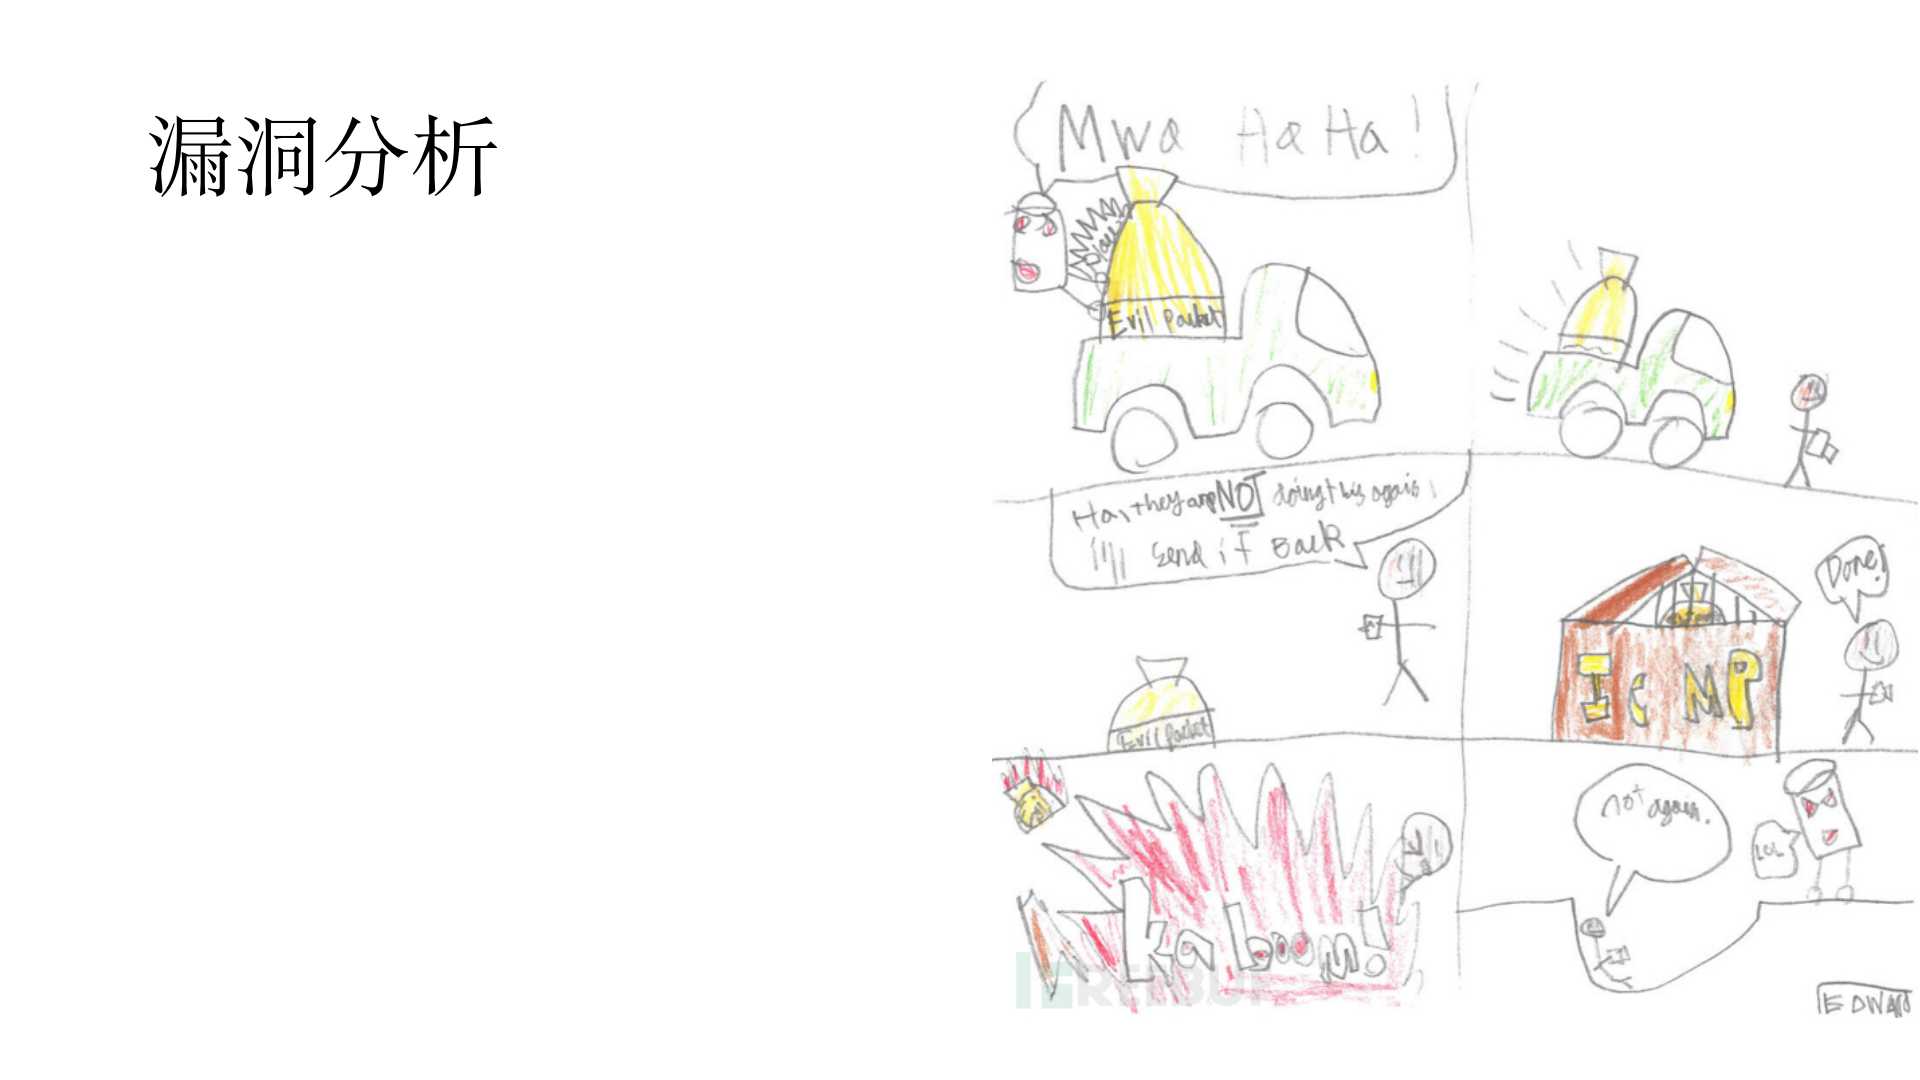 漏洞分析
Mwa Ha Ha!
Evil Packet
Ha, they are NOT doing this again!
I'll send it Back
Evil Packet
Done!
ICMP
Ka boom!
not again.
LOL
REEBUF
EDWARD